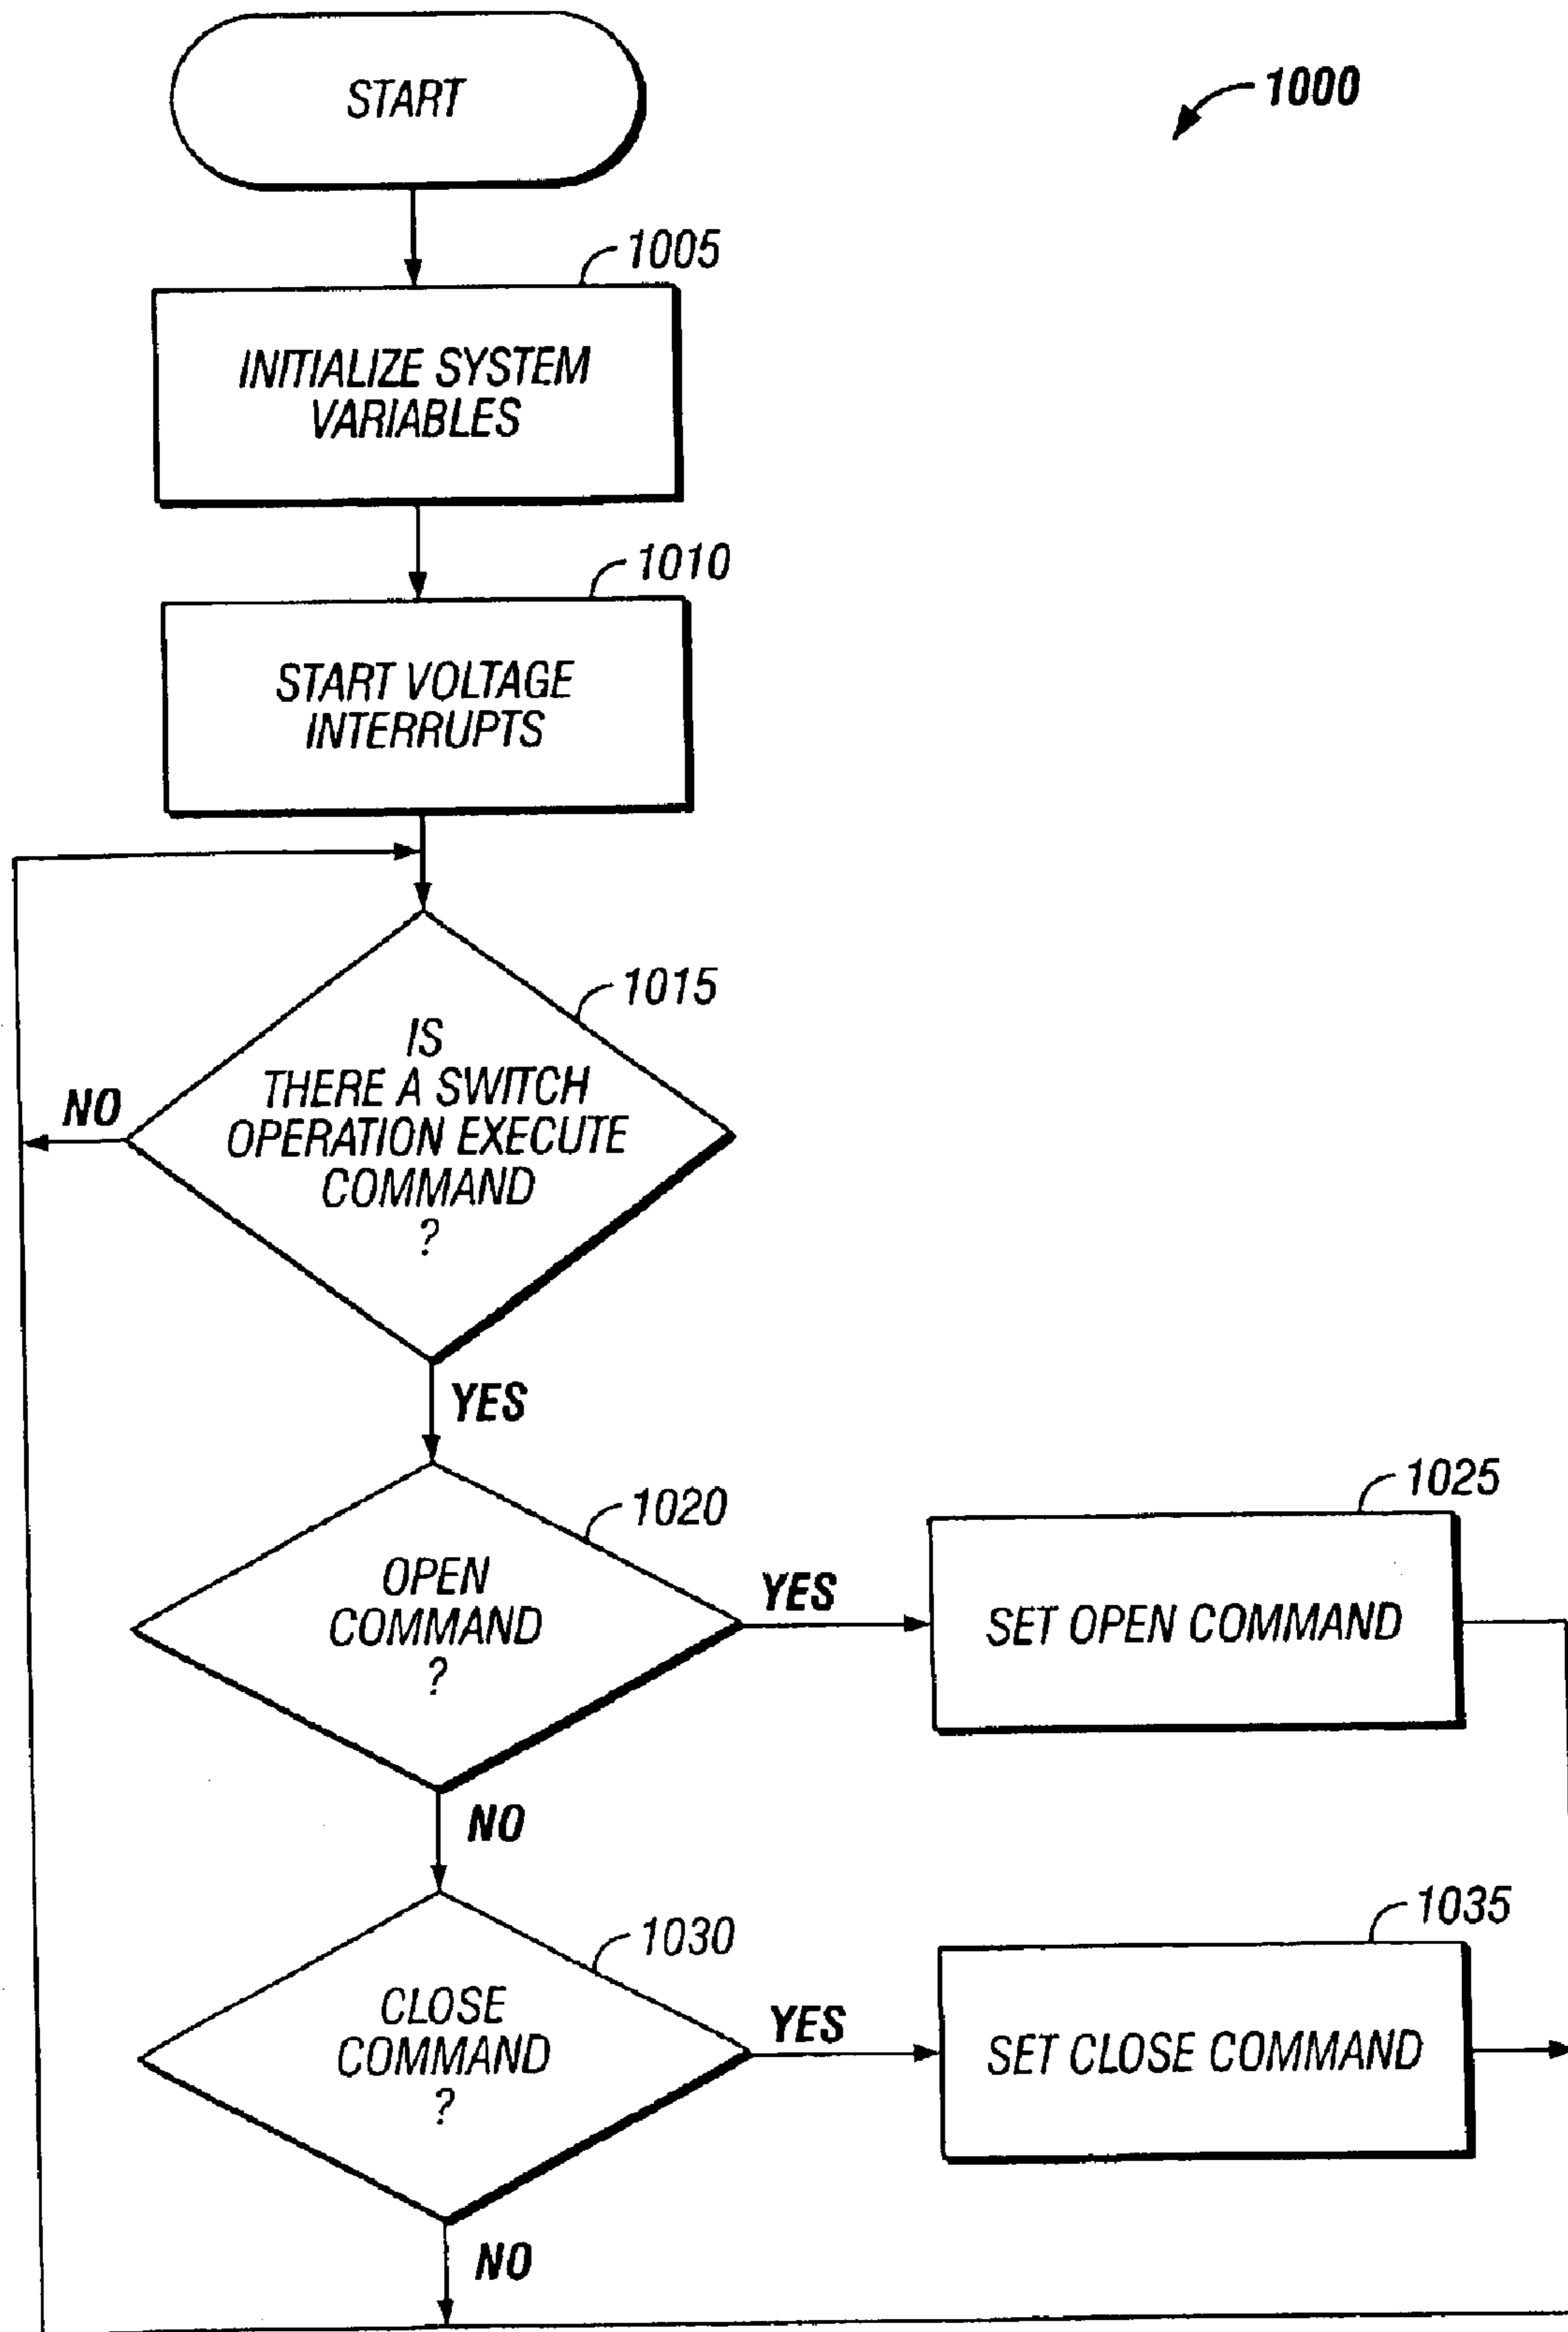 START
1000
1005
INITIALIZE SYSTEM
VARIABLES
1010
START VOLTAGE
INTERRUPTS
1015
IS
THERE A SWITCH
OPERATION EXECUTE
COMMAND
?
NO
YES
1020
OPEN
COMMAND
?
YES
1025
SET OPEN COMMAND
NO
1030
CLOSE
COMMAND
?
YES
1035
SET CLOSE COMMAND
NO